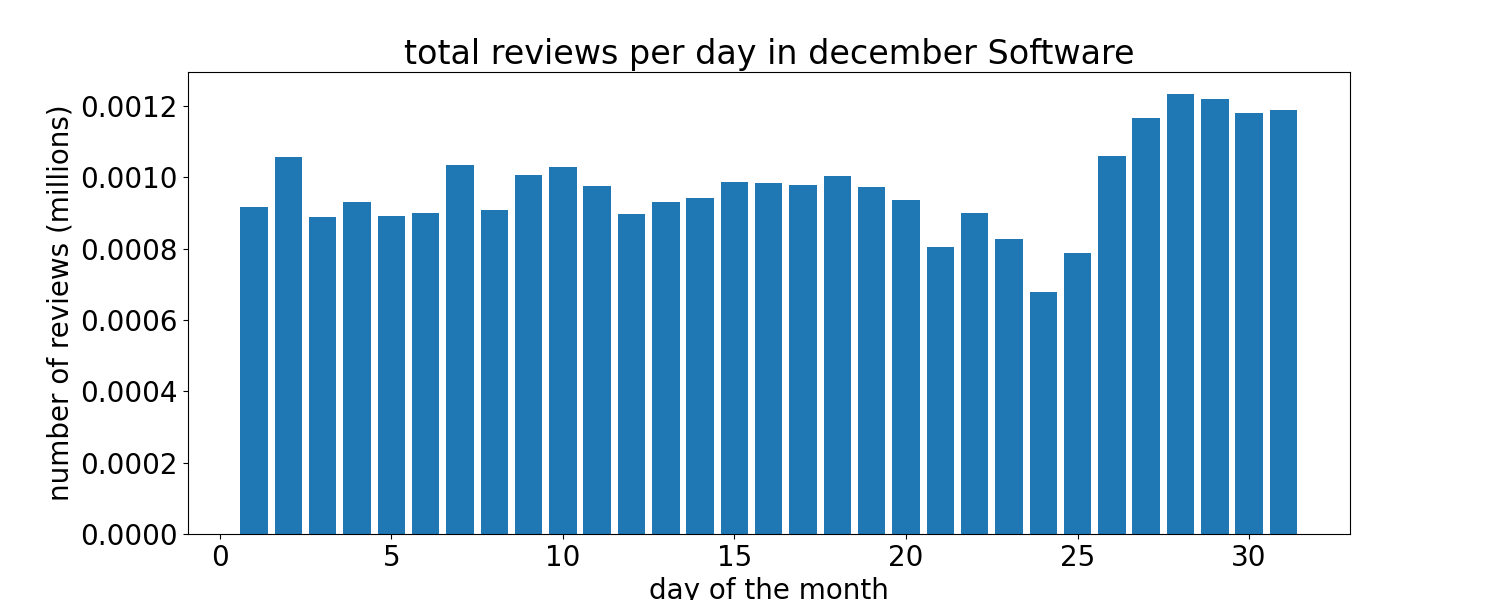 total reviews per day in december Software
number of reviews (millions)
0.0012
0.0010
0.0008
0.0006
0.0004
0.0002
0.0000
0 5 10 15 20 25 30
day of the month